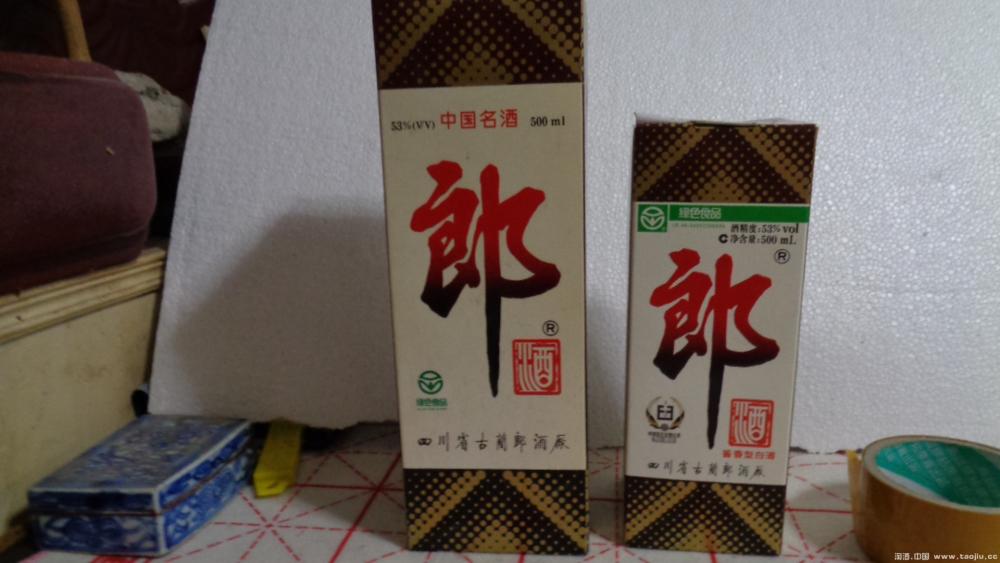 53%(V/V) 中国名酒 500 ml
郎
®
酒
绿色食品
四川省古蔺郎酒厂
绿色食品
酒精度:53% vol
C 净含量:500 mL
®
郎
酒
酱香型白酒
四川省古蔺郎酒厂
淘酒.中国 www.taojiu.cc